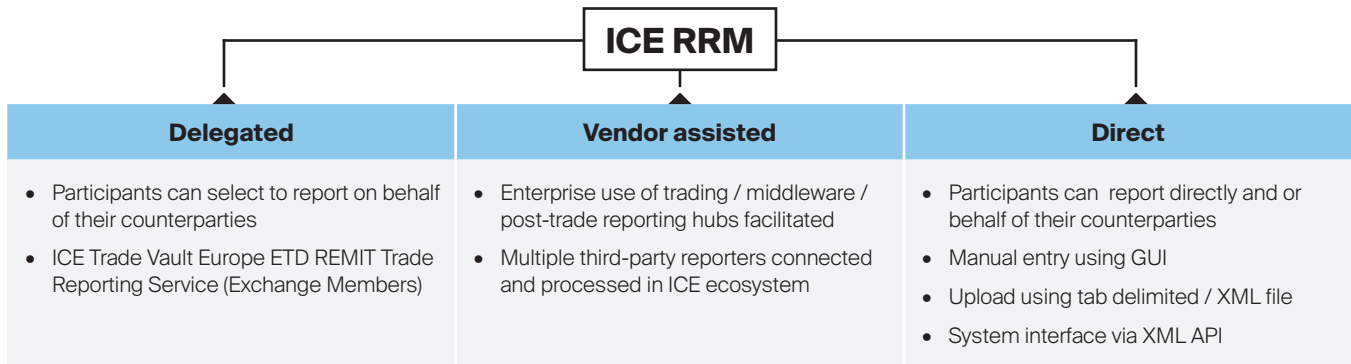 ICE RRM
Delegated
• Participants can select to report on behalf
of their counterparties
• ICE Trade Vault Europe ETD REMIT Trade
Reporting Service (Exchange Members)
Vendor assisted
• Enterprise use of trading / middleware /
post-trade reporting hubs facilitated
• Multiple third-party reporters connected
and processed in ICE ecosystem
Direct
• Participants can report directly and or
behalf of their counterparties
• Manual entry using GUI
• Upload using tab delimited / XML file
• System interface via XML API